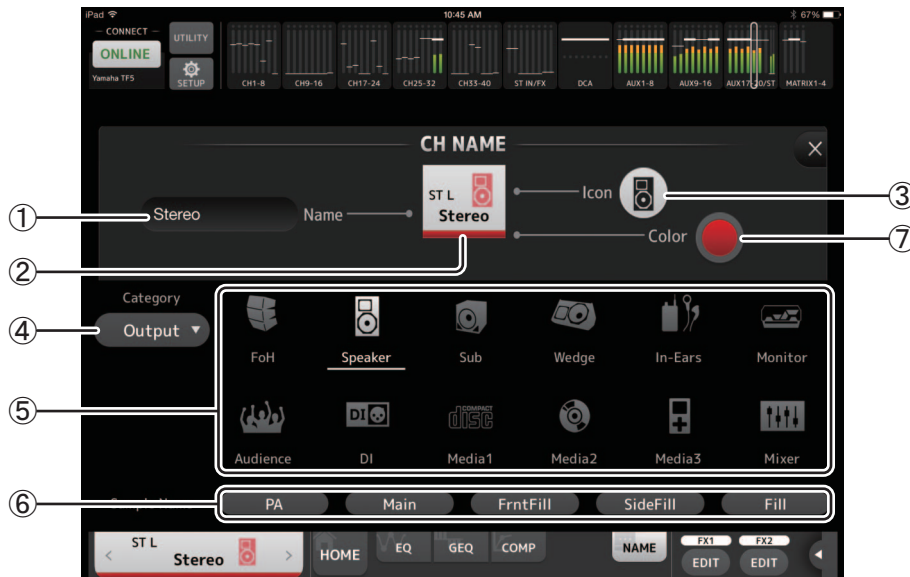 iPad 10:45 AM 67%
CONNECT
ONLINE
Yamaha TF5
UTILITY
SETUP
CH1-8 CH9-16 CH17-24 CH25-32 CH33-40 ST IN/FX DCA AUX1-8 AUX9-16 AUX17-20/ST MATRIX1-4
CH NAME
①
Stereo
Name
②
ST L
Stereo
Icon
③
Color
⑦
Category
④
Output
FoH Speaker Sub Wedge In-Ears Monitor
⑤
DI
COMPACT
disc
Audience DI Media1 Media2 Media3 Mixer
⑥
PA Main FrntFill SideFill Fill
ST L
Stereo
HOME EQ GEQ COMP NAME
FX1 FX2
EDIT EDIT